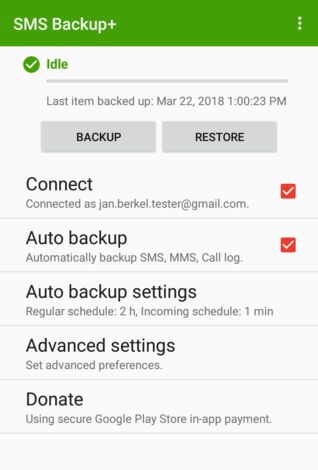 SMS Backup+
Idle
Last item backed up: Mar 22, 2018 1:00:23 PM
BACKUP
RESTORE
Connect
Connected as jan.berkel.tester@gmail.com.
Auto backup
Automatically backup SMS, MMS, Call log.
Auto backup settings
Regular schedule: 2 h, Incoming schedule: 1 min
Advanced settings
Set advanced preferences.
Donate
Using secure Google Play Store in-app payment.